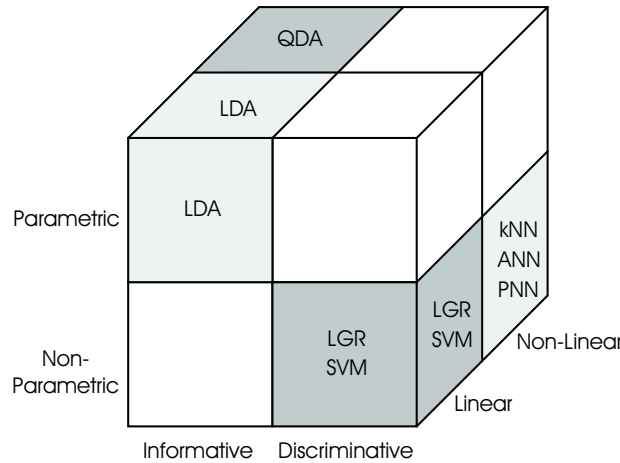 QDA
LDA
LDA
Parametric
kNN
ANN
PNN
LGR
SVM
LGR
SVM
Non-Linear
Non-
Parametric
Linear
Informative
Discriminative